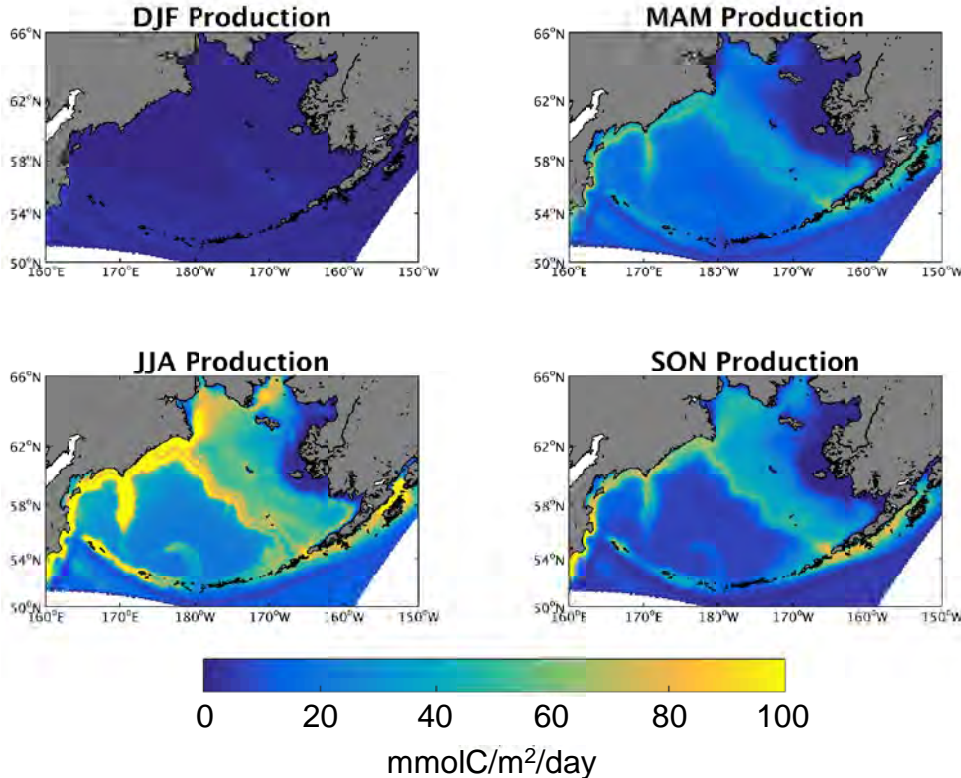 DJF Production
MAM Production
66°N
62°N
58°N
54°N
50°N
160°E 170°E 180°W 170°W 160°W 150°W
66°N
62°N
58°N
54°N
50°N
160°E 170°E 180°W 170°W 160°W 150°W
JJA Production
SON Production
66°N
62°N
58°N
54°N
50°N
160°E 170°E 180°W 170°W 160°W 150°W
66°N
62°N
58°N
54°N
50°N
160°E 170°E 180°W 170°W 160°W 150°W
0 20 40 60 80 100
mmolC/m²/day